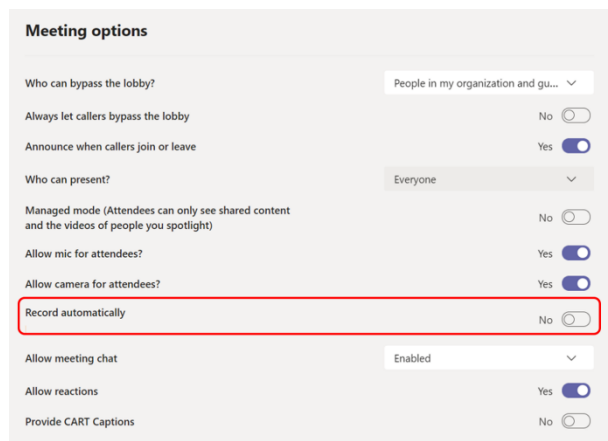 Meeting options
Who can bypass the lobby? People in my organization and gu...
Always let callers bypass the lobby No
Announce when callers join or leave Yes
Who can present? Everyone
Managed mode (Attendees can only see shared content
and the videos of people you spotlight) No
Allow mic for attendees? Yes
Allow camera for attendees? Yes
Record automatically No
Allow meeting chat Enabled
Allow reactions Yes
Provide CART Captions No